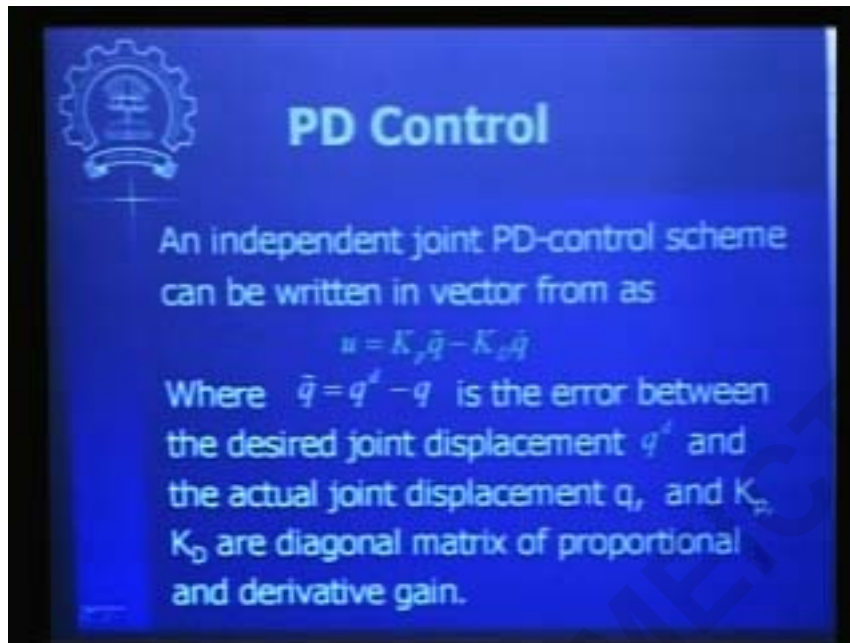 PD Control
An independent joint PD-control scheme
can be written in vector from as
u = K_p q̃ − K_D q̇
Where q̃ = q^d − q is the error between
the desired joint displacement q^d and
the actual joint displacement q, and K_p,
K_D are diagonal matrix of proportional
and derivative gain.